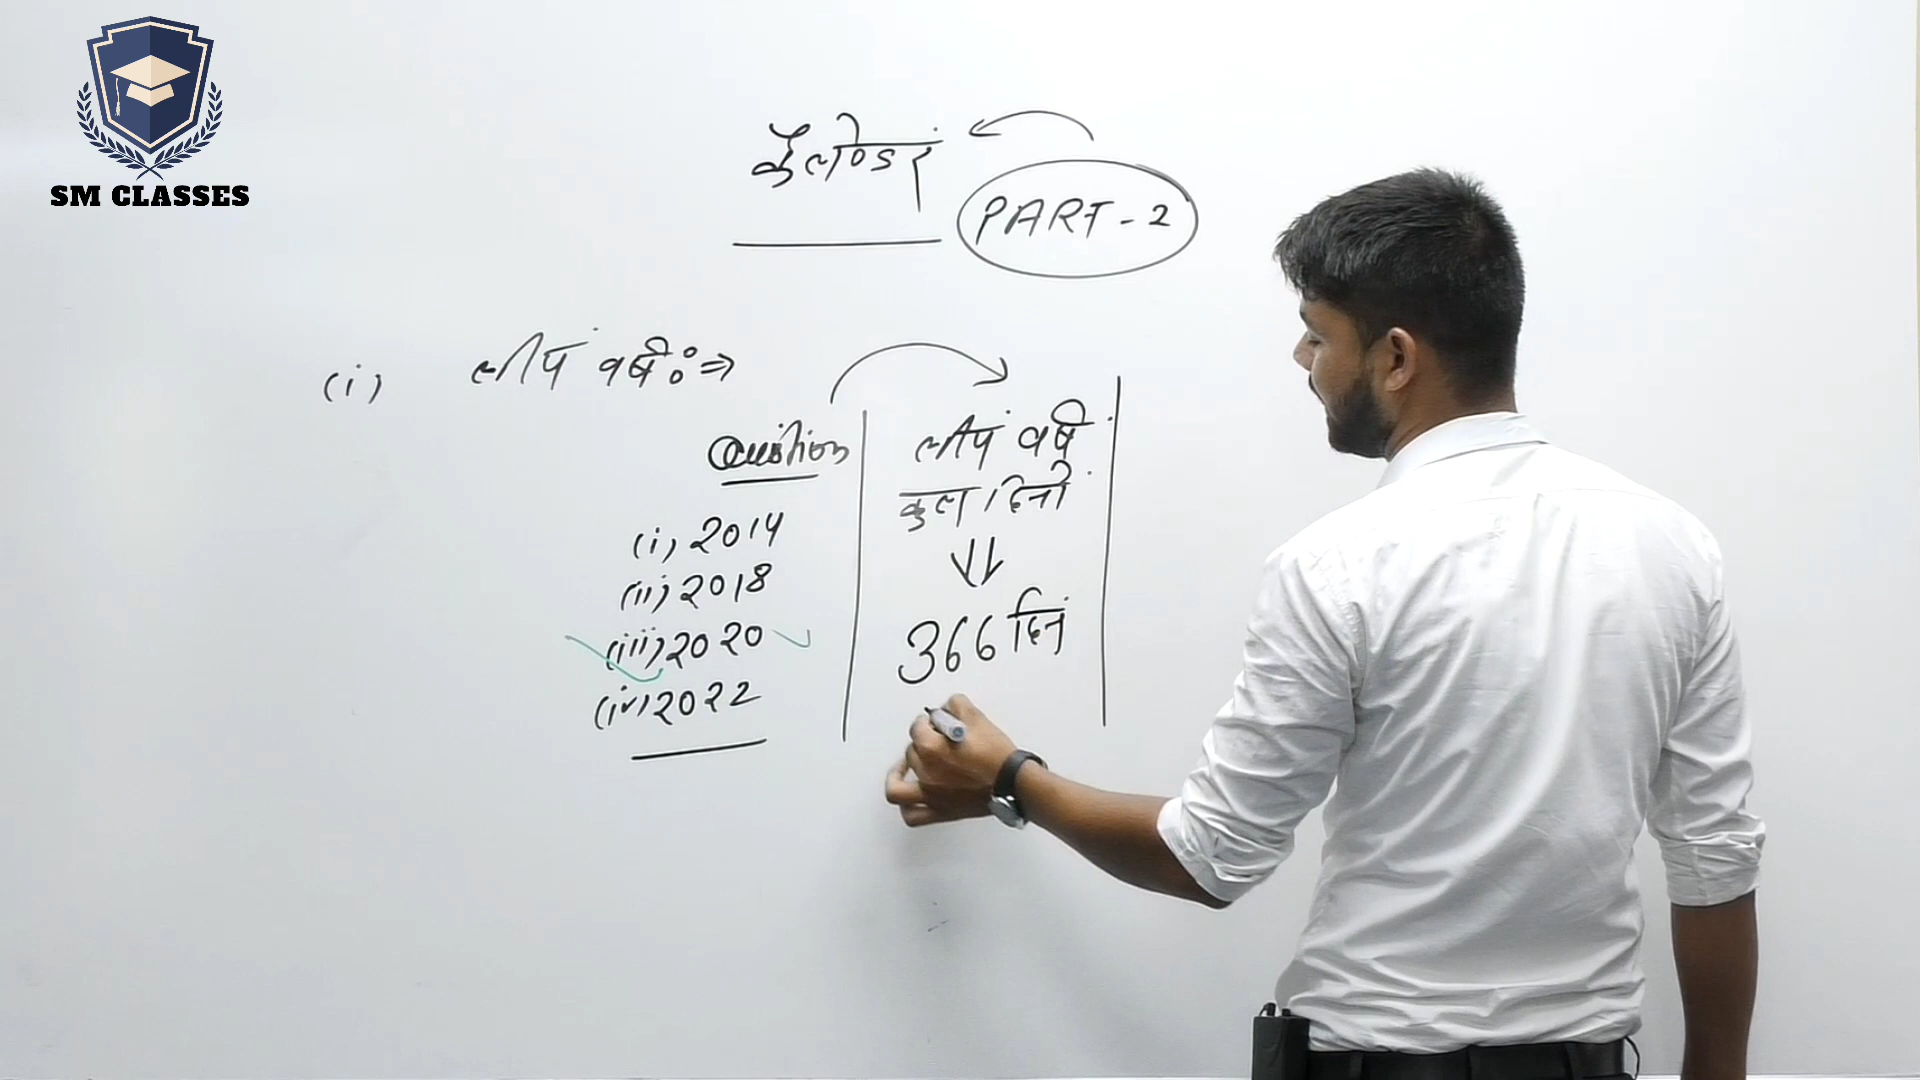 SM CLASSES
कैलेण्डर
PART-2
(i) लीप वर्ष :⇒
Question
(i) 2014
(ii) 2018
(iii) 2020
(iv) 2022
लीप वर्ष
कुल दिनों
366 दिन